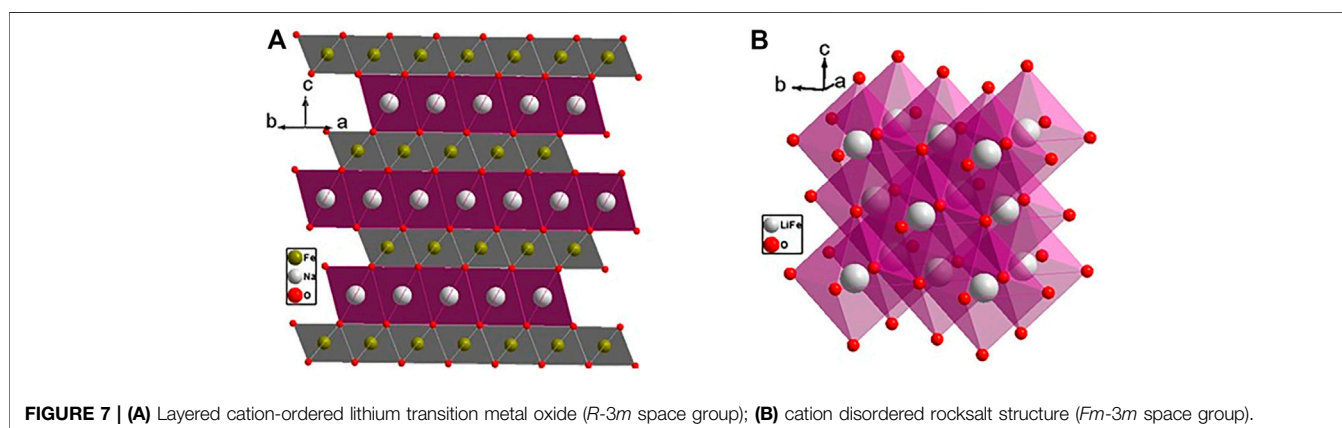 A
B
c
b
a
c
b
a
Fe
Na
O
LiFe
O
FIGURE 7 | (A) Layered cation-ordered lithium transition metal oxide (R-3m space group); (B) cation disordered rocksalt structure (Fm-3m space group).